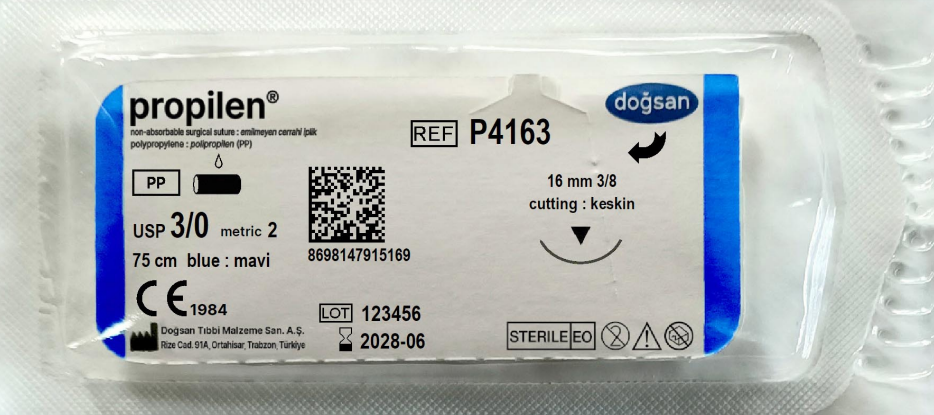 propilen®
non-absorbable surgical suture : emilmeyen cerrahi iplik
polypropylene : polipropilen (PP)
PP
USP 3/0 metric 2
75 cm blue : mavi
CE 1984
Doğsan Tıbbi Malzeme San. A.Ş.
Rize Cad. 91A, Ortahisar, Trabzon, Türkiye
8698147915169
LOT 123456
2028-06
REF P4163
doğsan
16 mm 3/8
cutting : keskin
STERILE EO
2